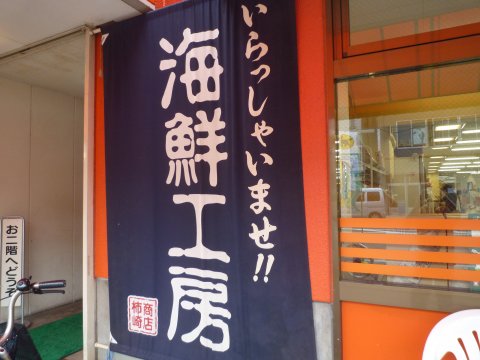 いらっしゃいませ!!
海鮮工房
商店
柿崎
お二階へどうぞ